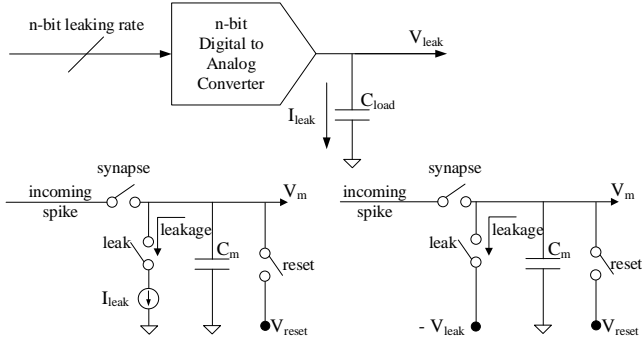 n-bit leaking rate
n-bit
Digital to
Analog
Converter
V_leak
I_leak
C_load
synapse
incoming
spike
V_m
leak
leakage
C_m
reset
I_leak
V_reset
synapse
incoming
spike
V_m
leak
leakage
C_m
reset
- V_leak
V_reset